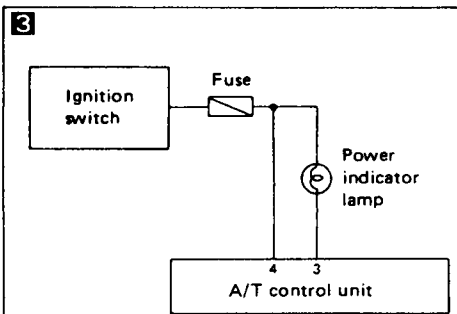 3
Fuse
Ignition
switch
Power
indicator
lamp
4 3
A/T control unit